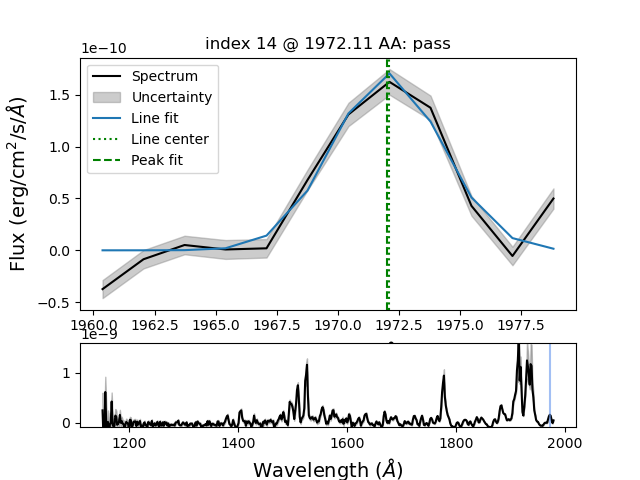 index 14 @ 1972.11 AA: pass
1e−10
Spectrum
Uncertainty
Line fit
Line center
Peak fit
1.5
1.0
0.5
0.0
−0.5
Flux (erg/cm²/s/Å)
1960.0 1962.5 1965.0 1967.5 1970.0 1972.5 1975.0 1977.5
1e−9
1
0
1200 1400 1600 1800 2000
Wavelength (Å)